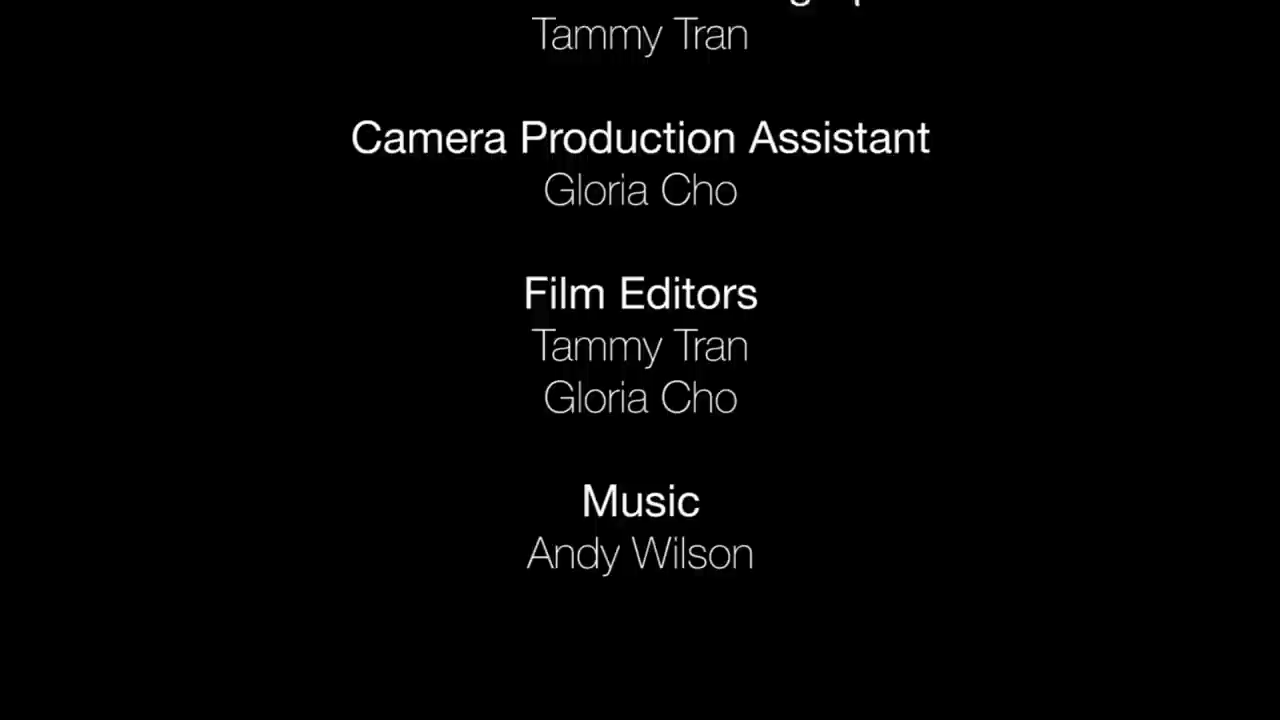 Tammy Tran
Camera Production Assistant
Gloria Cho
Film Editors
Tammy Tran
Gloria Cho
Music
Andy Wilson